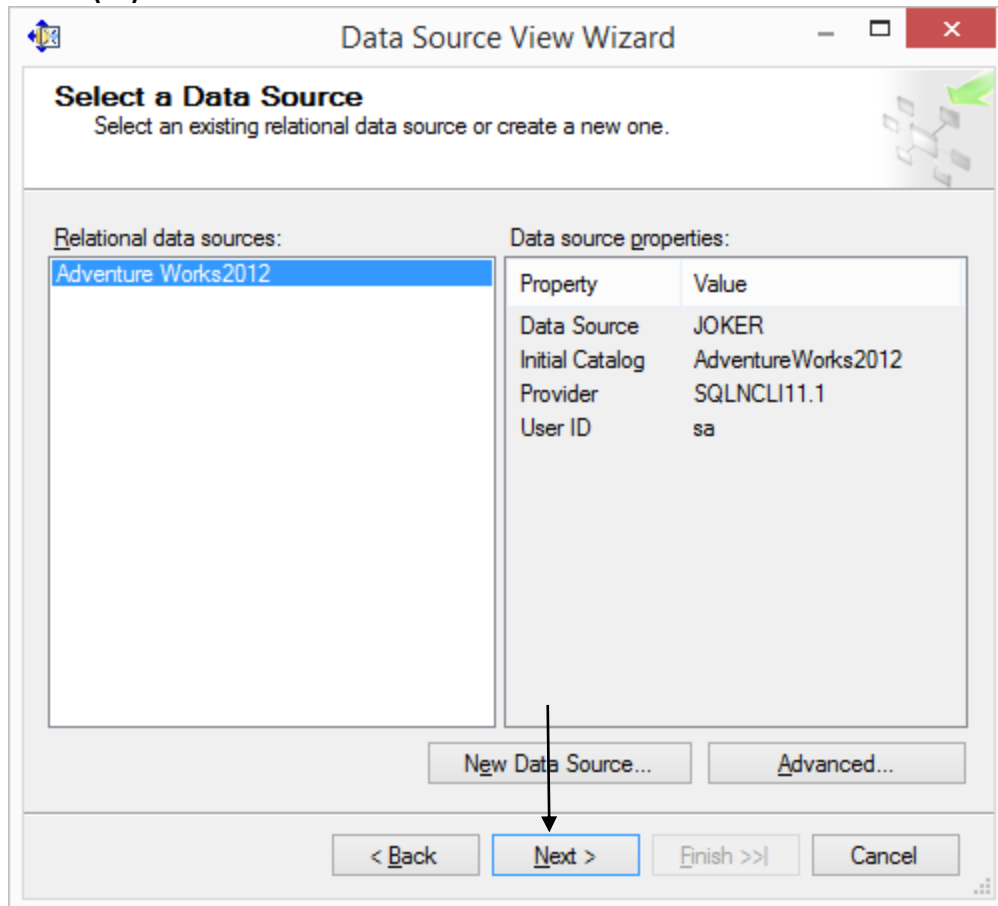 Data Source View Wizard
Select a Data Source
Select an existing relational data source or create a new one.
Relational data sources:
Adventure Works2012
Data source properties:
Property Value
Data Source JOKER
Initial Catalog AdventureWorks2012
Provider SQLNCLI11.1
User ID sa
New Data Source... Advanced...
< Back Next > Finish >>| Cancel